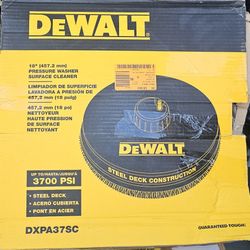 DEWALT
18" (457.2 mm)
PRESSURE WASHER
SURFACE CLEANER
LIMPIADOR DE SUPERFICIE
LAVADORA A PRESIÓN DE
457,2 mm (18 pulg)
457,2 mm (18 po)
NETTOYEUR
HAUTE PRESSION
DE SURFACE
NETTOYANT
DEWALT
STEEL DECK CONSTRUCTION
UP TO/HASTA/JUSQU'À
3700 PSI
• STEEL DECK
• ACERO CUBIERTA
• PONT EN ACIER
DXPA37SC
GUARANTEED TOUGH